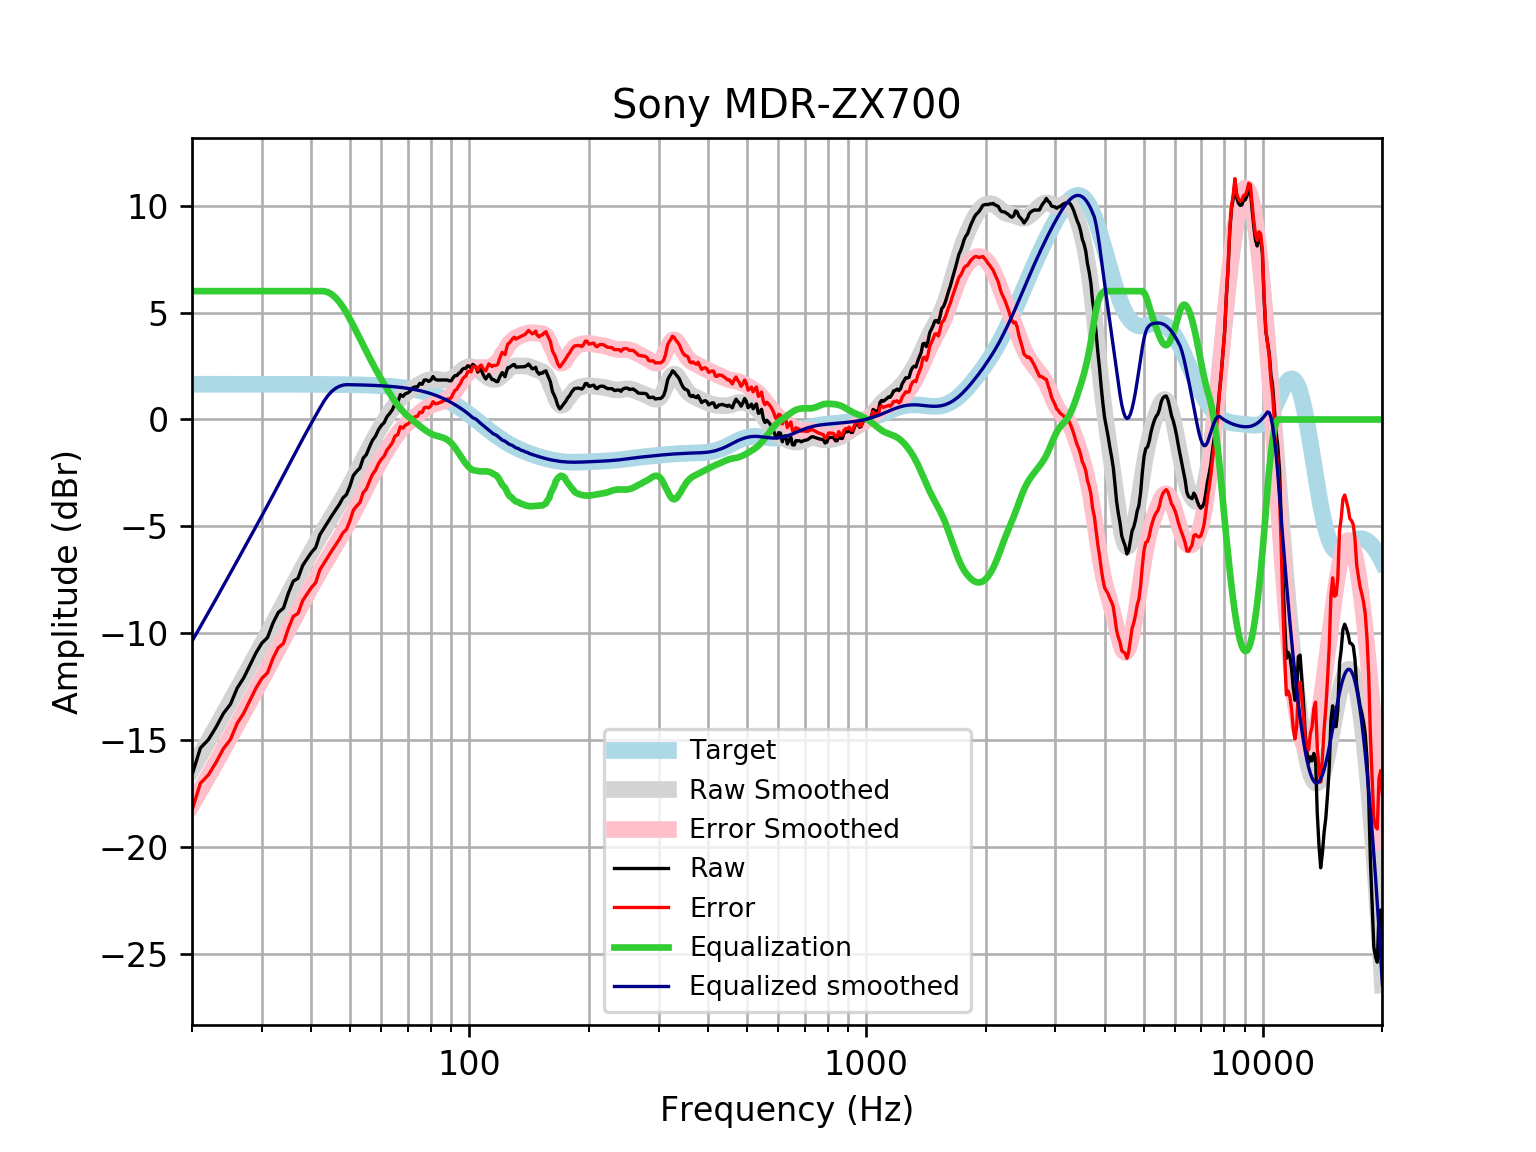 Sony MDR-ZX700
10
5
0
−5
−10
−15
−20
−25
Amplitude (dBr)
Target
Raw Smoothed
Error Smoothed
Raw
Error
Equalization
Equalized smoothed
100 1000 10000
Frequency (Hz)